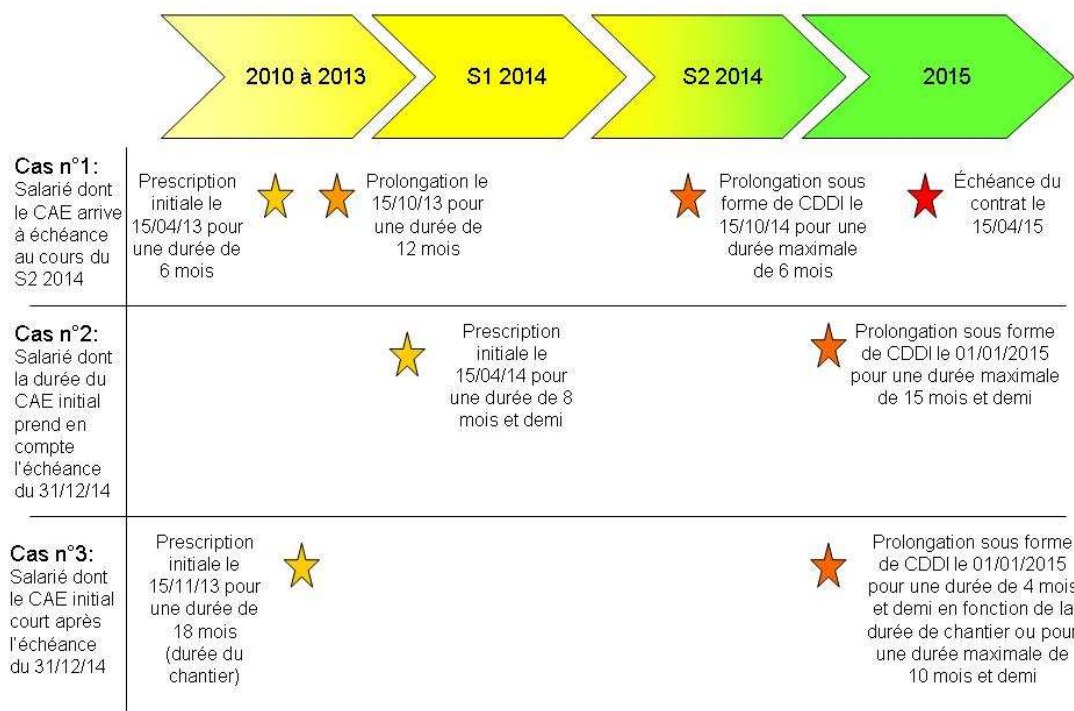 2010 à 2013
S1 2014
S2 2014
2015
Cas n°1:
Salarié dont
le CAE arrive
à échéance
au cours du
S2 2014
Prescription
initiale le
15/04/13 pour
une durée de
6 mois
Prolongation le
15/10/13 pour
une durée de
12 mois
Prolongation sous
forme de CDDI le
15/10/14 pour une
durée maximale
de 6 mois
Échéance du
contrat le
15/04/15
Cas n°2:
Salarié dont
la durée du
CAE initial
prend en
compte
l'échéance
du 31/12/14
Prescription
initiale le
15/04/14 pour
une durée de 8
mois et demi
Prolongation sous forme
de CDDI le 01/01/2015
pour une durée maximale
de 15 mois et demi
Cas n°3:
Salarié dont
le CAE initial
court après
l'échéance
du 31/12/14
Prescription
initiale le
15/11/13 pour
une durée de
18 mois
(durée du
chantier)
Prolongation sous forme
de CDDI le 01/01/2015
pour une durée de 4 mois
et demi en fonction de la
durée de chantier ou pour
une durée maximale de
10 mois et demi